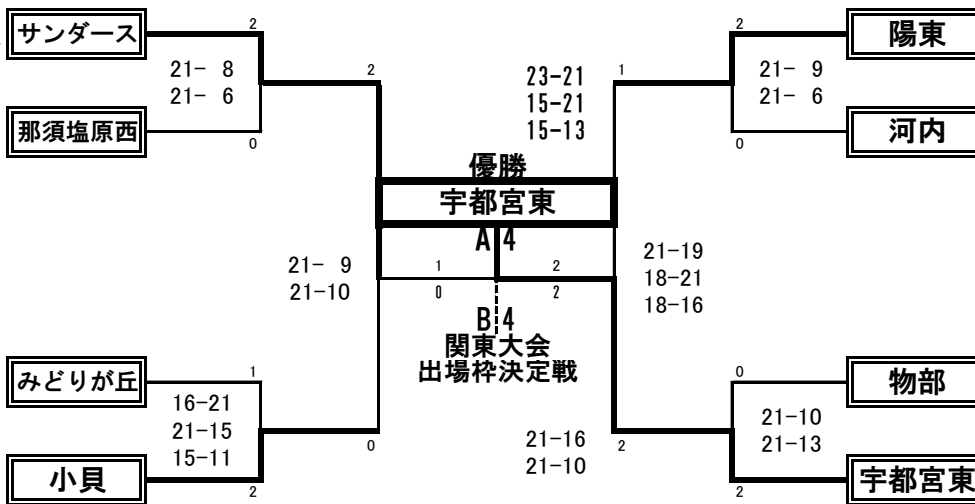 サンダース
2
21- 8
21- 6
那須塩原西
0
2
23-21
15-21
15-13
1
2
陽東
21- 9
21- 6
0
河内
優勝
宇都宮東
A 4
21- 9
21-10
1
2
0
2
21-19
18-21
18-16
B 4
関東大会
出場枠決定戦
みどりが丘
1
16-21
21-15
15-11
小貝
2
0
21-16
21-10
2
0
物部
21-10
21-13
2
宇都宮東